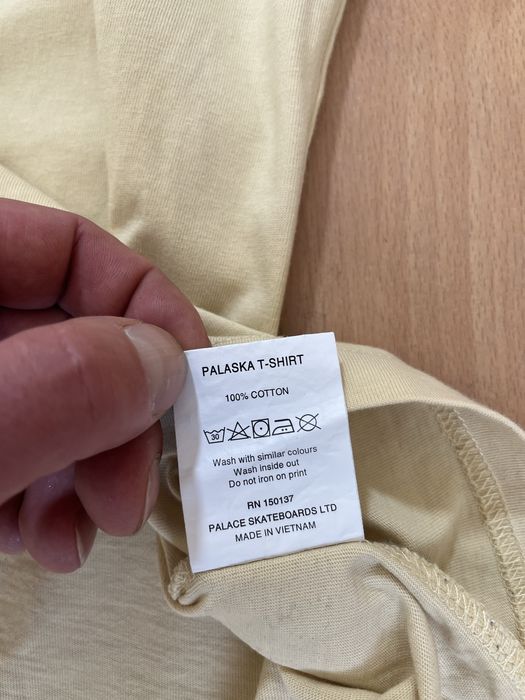 PALASKA T-SHIRT
100% COTTON
30
Wash with similar colours
Wash inside out
Do not iron on print
RN 150137
PALACE SKATEBOARDS LTD
MADE IN VIETNAM